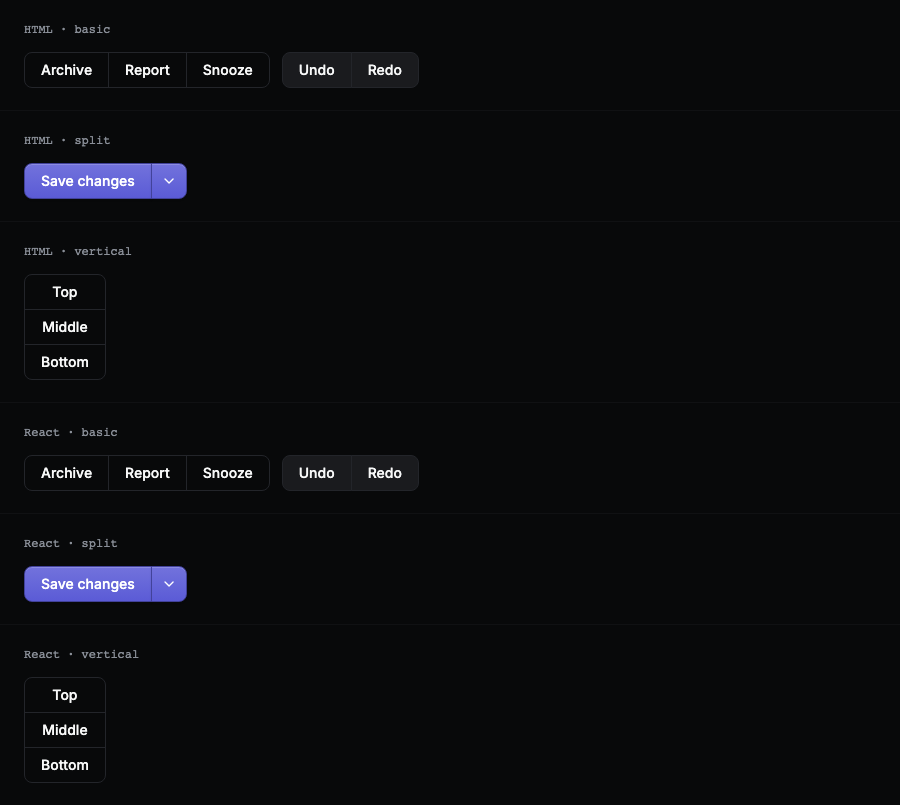 HTML · basic
Archive Report Snooze Undo Redo
HTML · split
Save changes
HTML · vertical
Top
Middle
Bottom
React · basic
Archive Report Snooze Undo Redo
React · split
Save changes
React · vertical
Top
Middle
Bottom